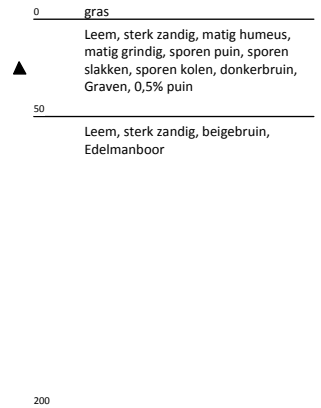 0 gras
Leem, sterk zandig, matig humeus,
matig grindig, sporen puin, sporen
slakken, sporen kolen, donkerbruin,
Graven, 0,5% puin
50
Leem, sterk zandig, beigebruin,
Edelmanboor
200